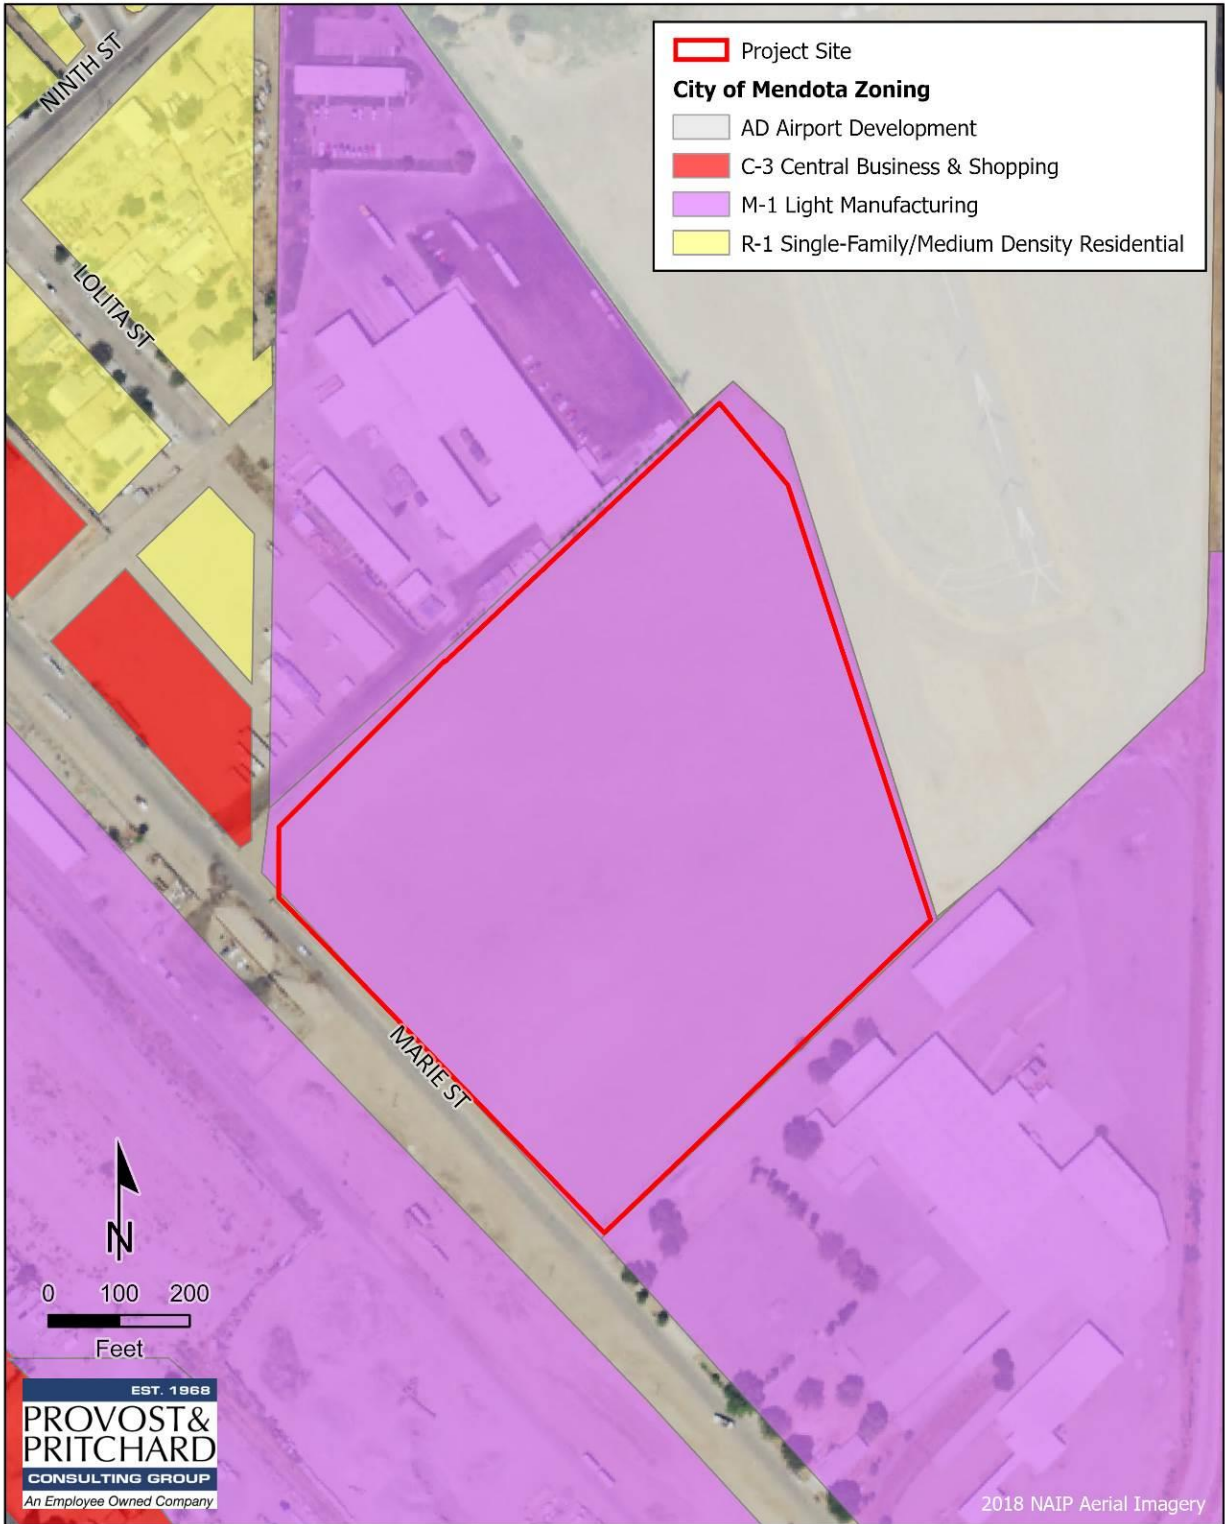 NINTH ST
LOLITA ST
MARIE ST
Project Site
City of Mendota Zoning
AD Airport Development
C-3 Central Business & Shopping
M-1 Light Manufacturing
R-1 Single-Family/Medium Density Residential
N
0 100 200
Feet
EST. 1968
PROVOST&
PRITCHARD
CONSULTING GROUP
An Employee Owned Company
2018 NAIP Aerial Imagery